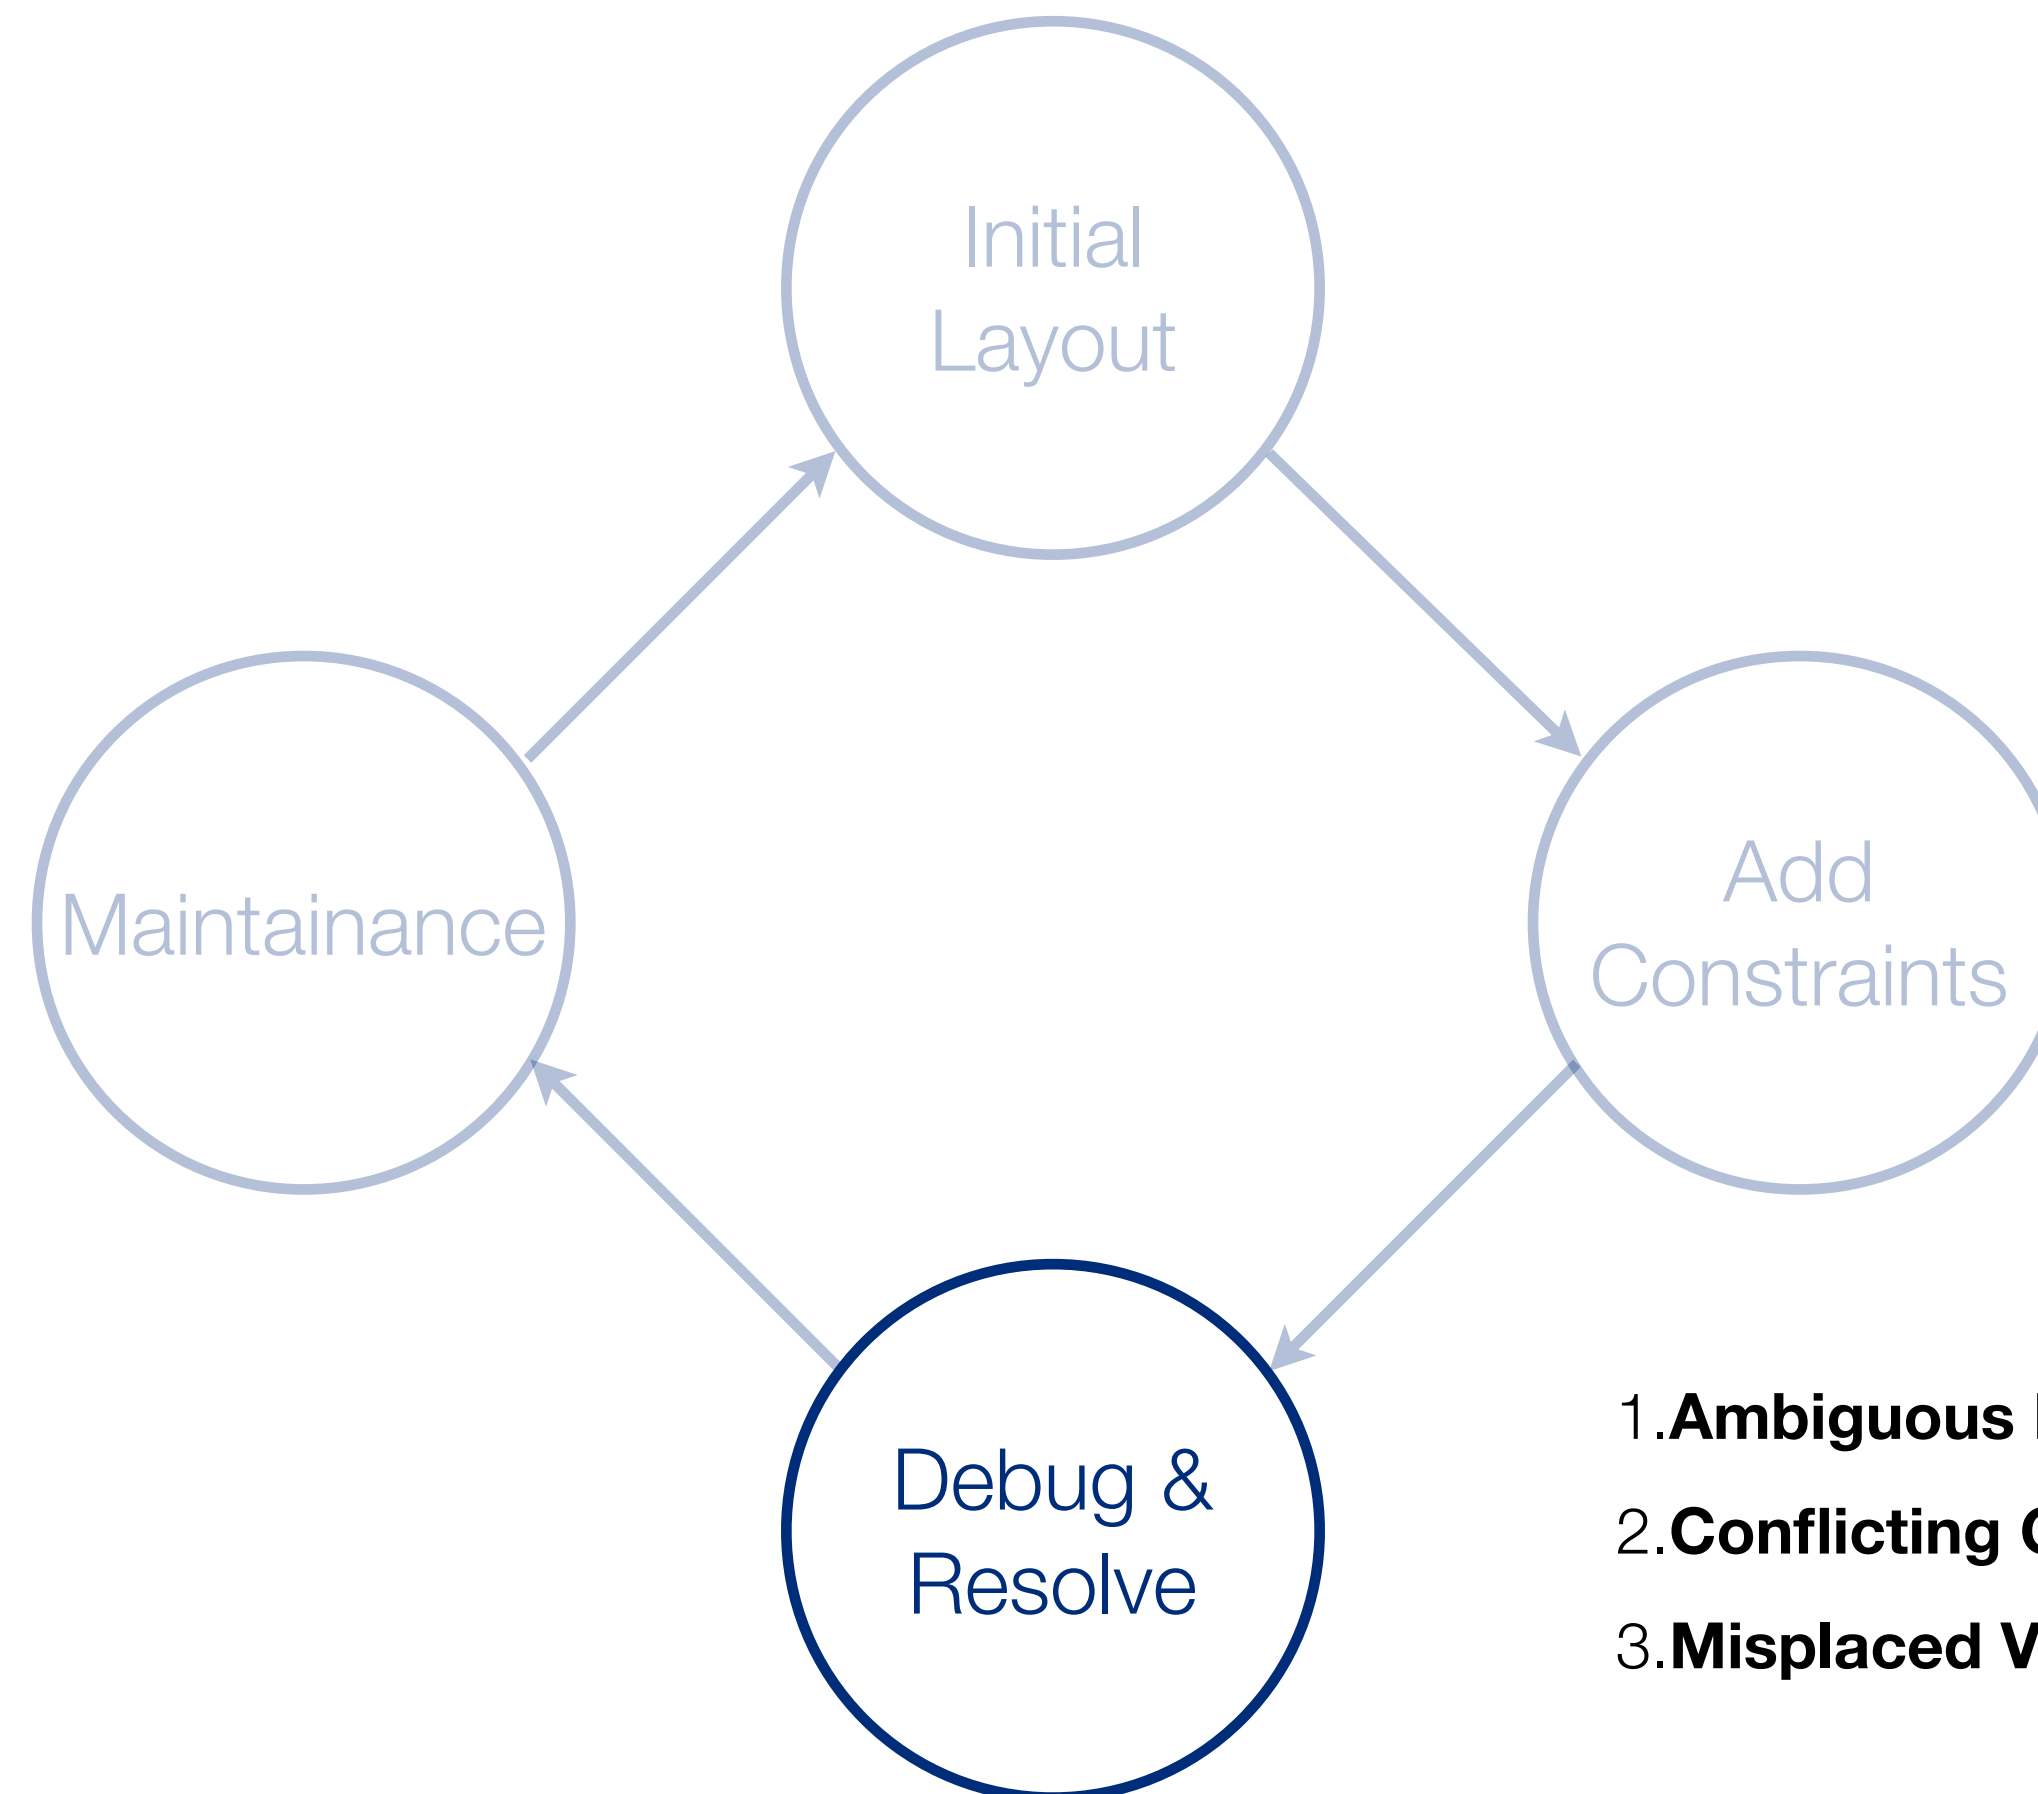 Initial
Layout
Maintainance
Add
Constraints
Debug &
Resolve
1.Ambiguous
2.Conflicting
3.Misplaced